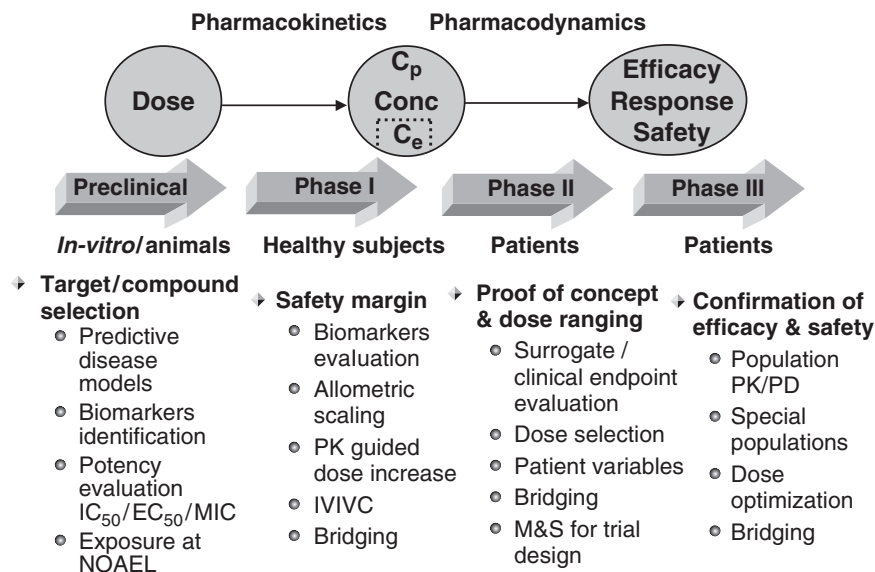 Pharmacokinetics
Pharmacodynamics
Dose
Cp
Conc
Ce
Efficacy
Response
Safety
Preclinical
Phase I
Phase II
Phase III
In-vitro/animals
Healthy subjects
Patients
Patients
Target/compound
selection
Predictive
disease
models
Biomarkers
identification
Potency
evaluation
IC50/EC50/MIC
Exposure at
NOAEL
Safety margin
Biomarkers
evaluation
Allometric
scaling
PK guided
dose increase
IVIVC
Bridging
Proof of concept
& dose ranging
Surrogate /
clinical endpoint
evaluation
Dose selection
Patient variables
Bridging
M&S for trial
design
Confirmation of
efficacy & safety
Population
PK/PD
Special
populations
Dose
optimization
Bridging